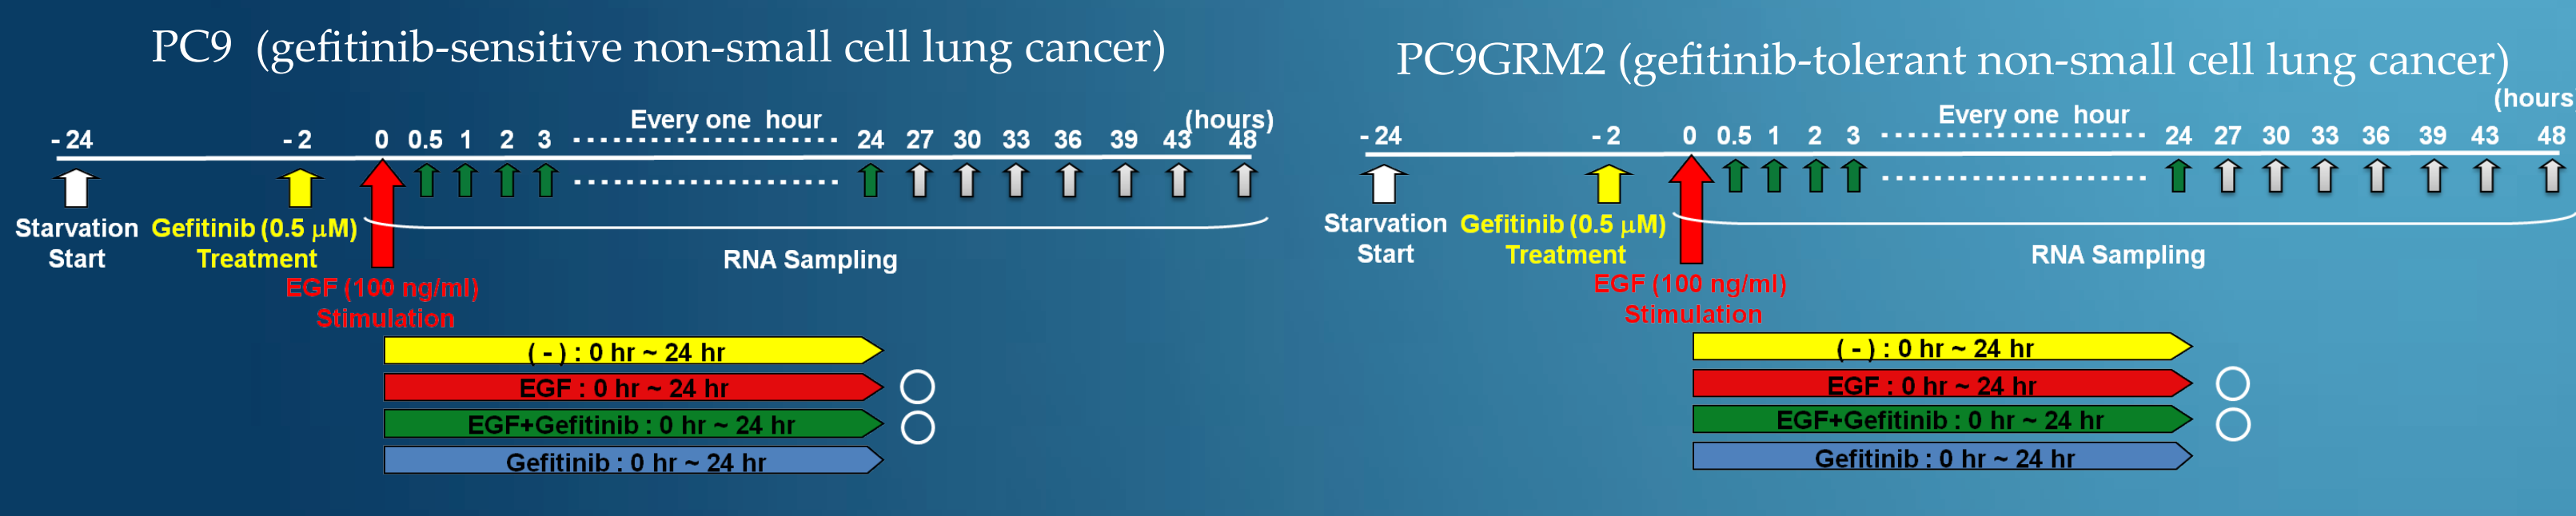 PC9 (gefitinib-sensitive non-small cell lung cancer)
Every one hour
(hours)
- 24 - 2 0 0.5 1 2 3 24 27 30 33 36 39 43 48
Starvation
Start
Gefitinib (0.5 μM)
Treatment
RNA Sampling
EGF (100 ng/ml)
Stimulation
( - ) : 0 hr ~ 24 hr
EGF : 0 hr ~ 24 hr
EGF+Gefitinib : 0 hr ~ 24 hr
Gefitinib : 0 hr ~ 24 hr
PC9GRM2 (gefitinib-tolerant non-small cell lung cancer)
(hours
Every one hour
- 24 - 2 0 0.5 1 2 3 24 27 30 33 36 39 43 48
Starvation
Start
Gefitinib (0.5 μM)
Treatment
RNA Sampling
EGF (100 ng/ml)
Stimulation
( - ) : 0 hr ~ 24 hr
EGF : 0 hr ~ 24 hr
EGF+Gefitinib : 0 hr ~ 24 hr
Gefitinib : 0 hr ~ 24 hr